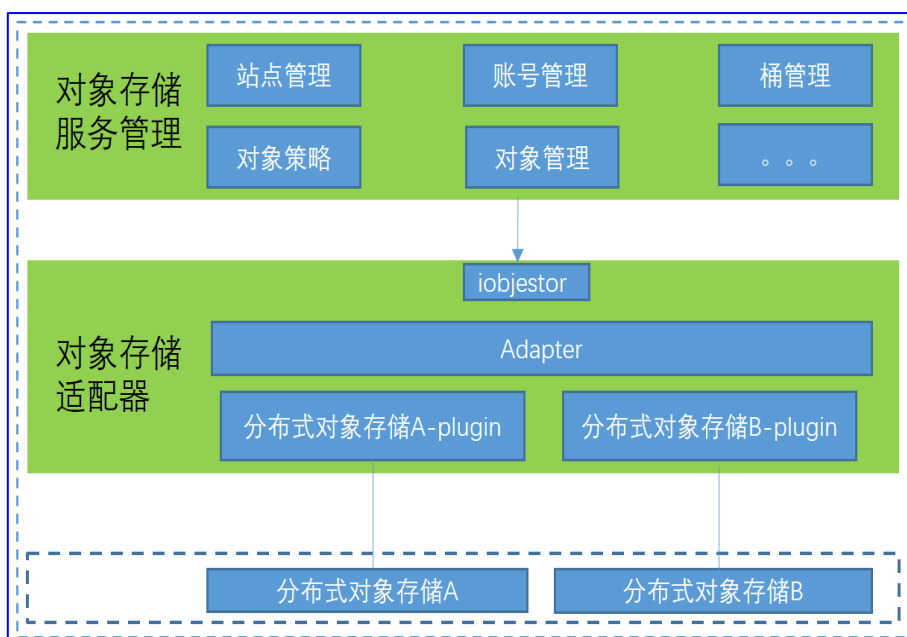 对象存储
服务管理
站点管理
账号管理
桶管理
对象策略
对象管理
。。。
iobjestor
对象存储
适配器
Adapter
分布式对象存储A-plugin
分布式对象存储B-plugin
分布式对象存储A
分布式对象存储B